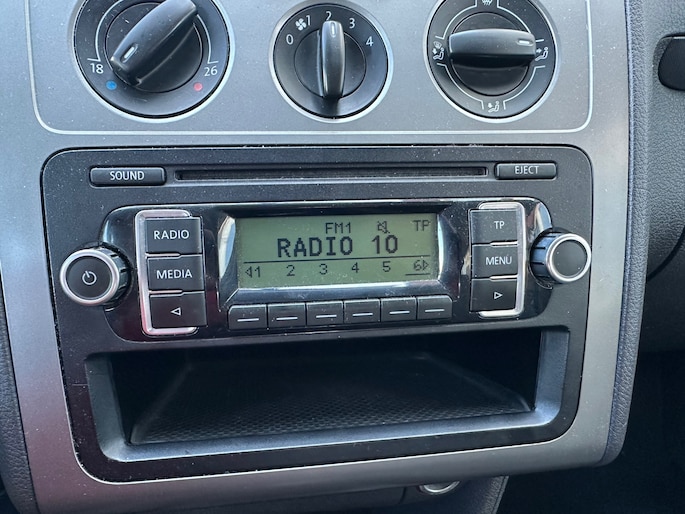 18 26
0 1 2 3 4
SOUND EJECT
RADIO FM1 TP TP
RADIO 10
MEDIA 1 2 3 4 5 6 MENU